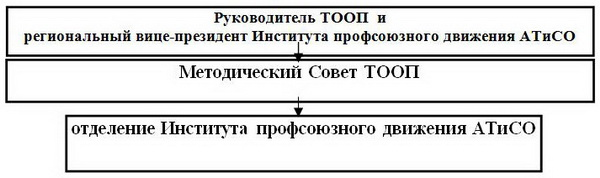 Руководитель ТООП и
региональный вице-президент Института профсоюзного движения АТиСО
Методический Совет ТООП
отделение Института профсоюзного движения АТиСО